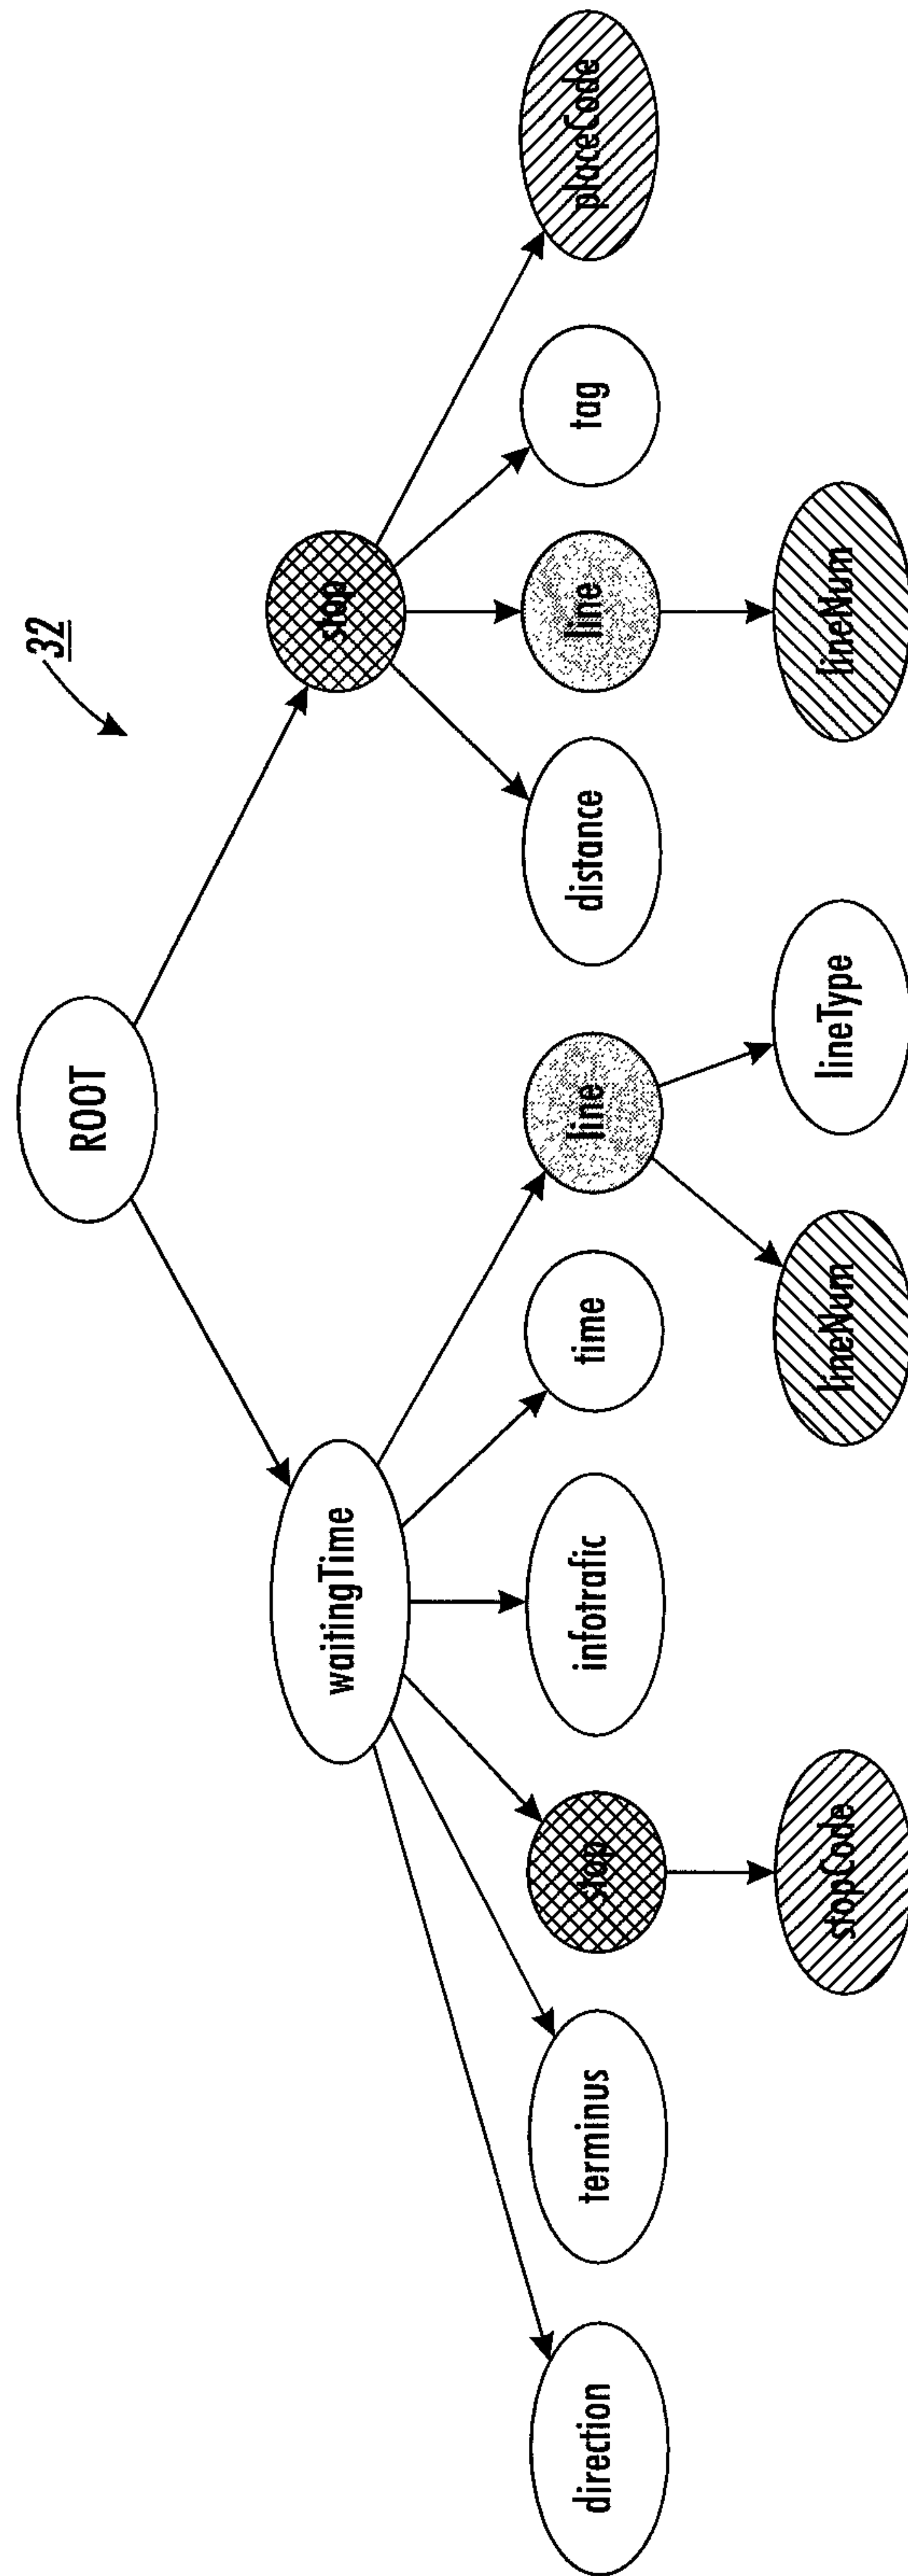 32
ROOT
waitingTime
stop
direction
terminus
stop
infotrafic
time
line
distance
line
tag
placeCode
stopCode
lineNum
lineType
lineNum